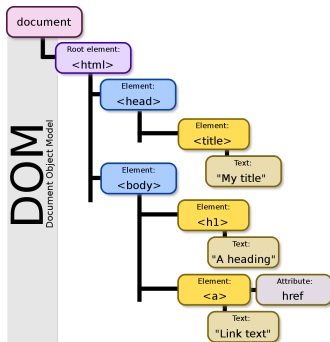 document
Root element:
<html>
Element:
<head>
Element:
<title>
Text:
"My title"
Element:
<body>
Element:
<h1>
Text:
"A heading"
Element:
<a>
Attribute:
href
Text:
"Link text"
DOM
Document Object Model